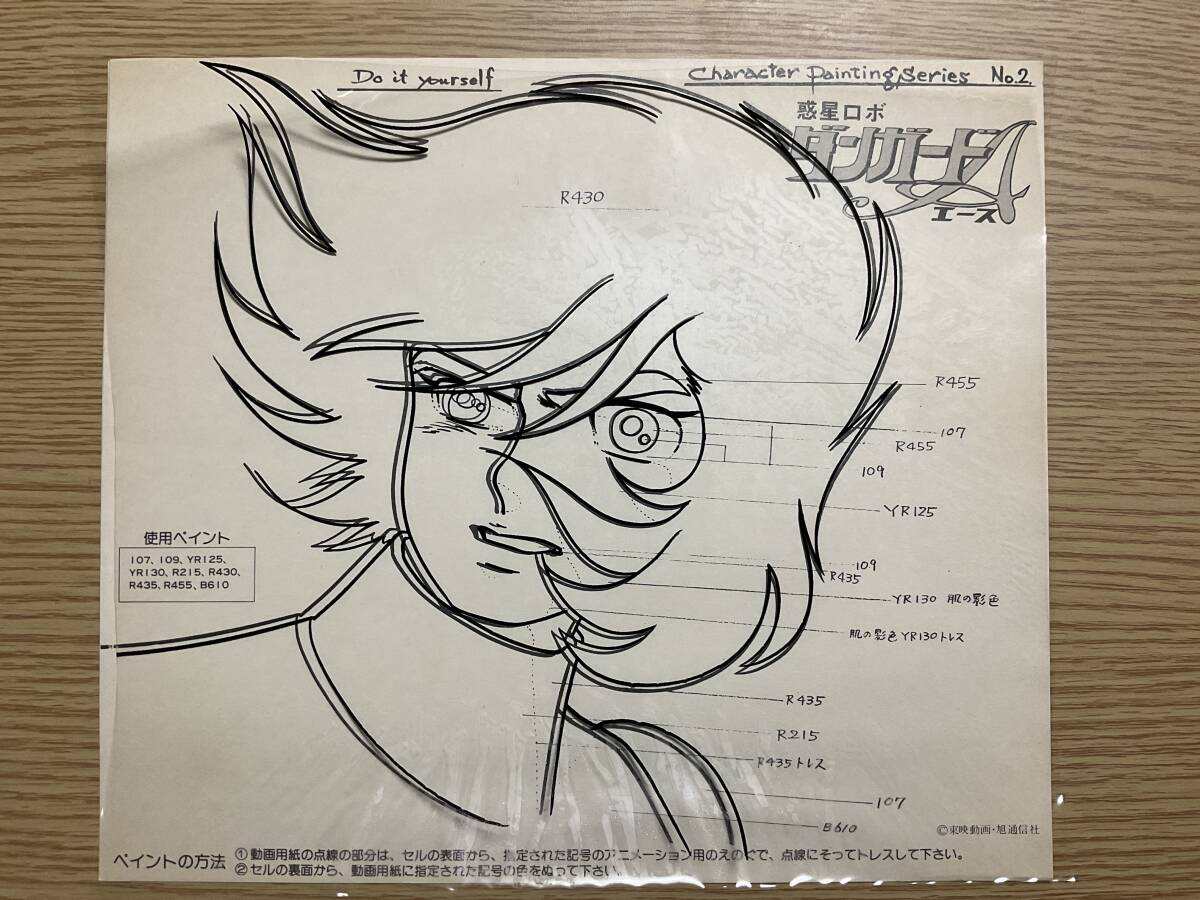 Do it yourself
Character Painting Series No.2
惑星ロボ
ダンガードA
エース
R430
R455
107
R455
109
YR125
109
R435
YR130 肌の影色
肌の影色YR130トレス
R435
R215
R435トレス
107
B610
使用ペイント
107、109、YR125、
YR130、R215、R430、
R435、R455、B610
©東映動画・旭通信社
ペイントの方法
①動画用紙の点線の部分は、セルの表面から、指定された記号のアニメーション用のえのぐで、点線にそってトレスして下さい。
②セルの裏面から、動画用紙に指定された記号の色をぬって下さい。